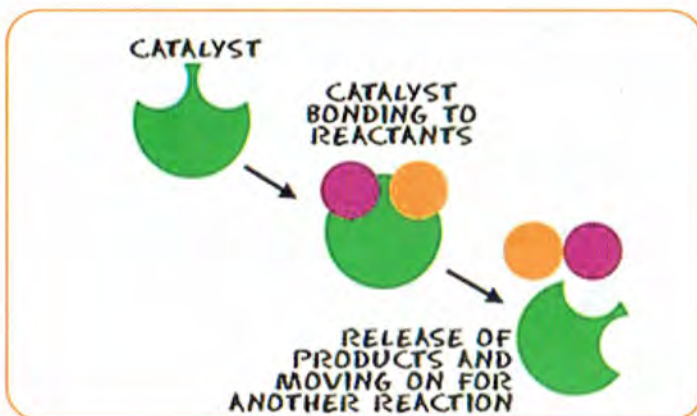 CATALYST
CATALYST
BONDING TO
REACTANTS
RELEASE OF
PRODUCTS AND
MOVING ON FOR
ANOTHER REACTION